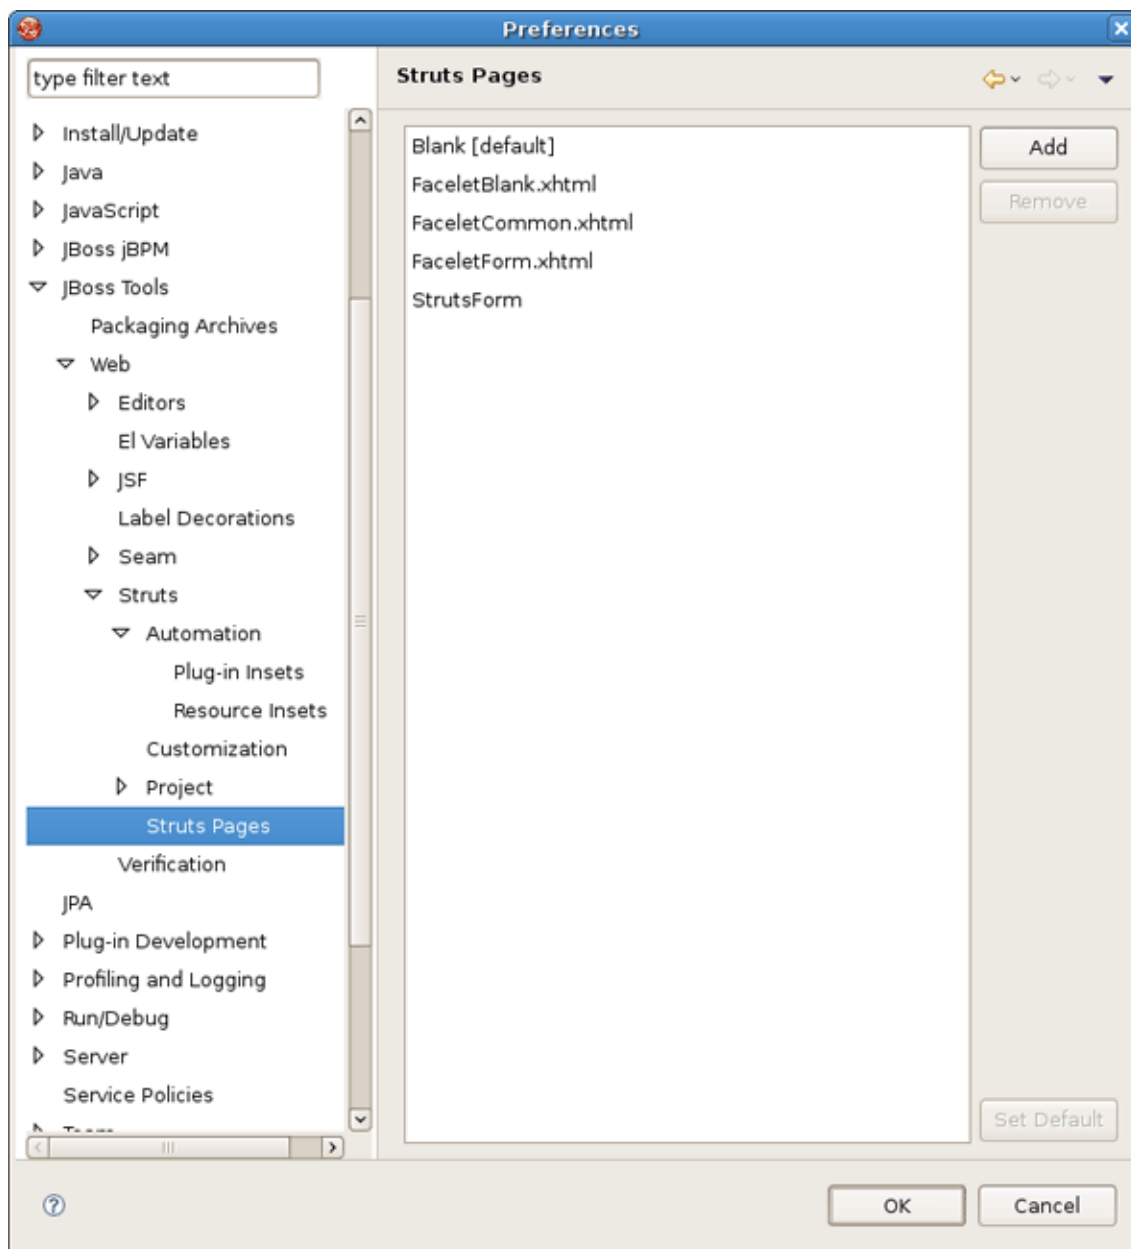 Preferences
type filter text
Install/Update
Java
JavaScript
JBoss jBPM
JBoss Tools
Packaging Archives
Web
Editors
El Variables
JSF
Label Decorations
Seam
Struts
Automation
Plug-in Insets
Resource Insets
Customization
Project
Struts Pages
Verification
JPA
Plug-in Development
Profiling and Logging
Run/Debug
Server
Service Policies
Team
Struts Pages
Blank [default]
FaceletBlank.xhtml
FaceletCommon.xhtml
FaceletForm.xhtml
StrutsForm
Add
Remove
Set Default
OK
Cancel